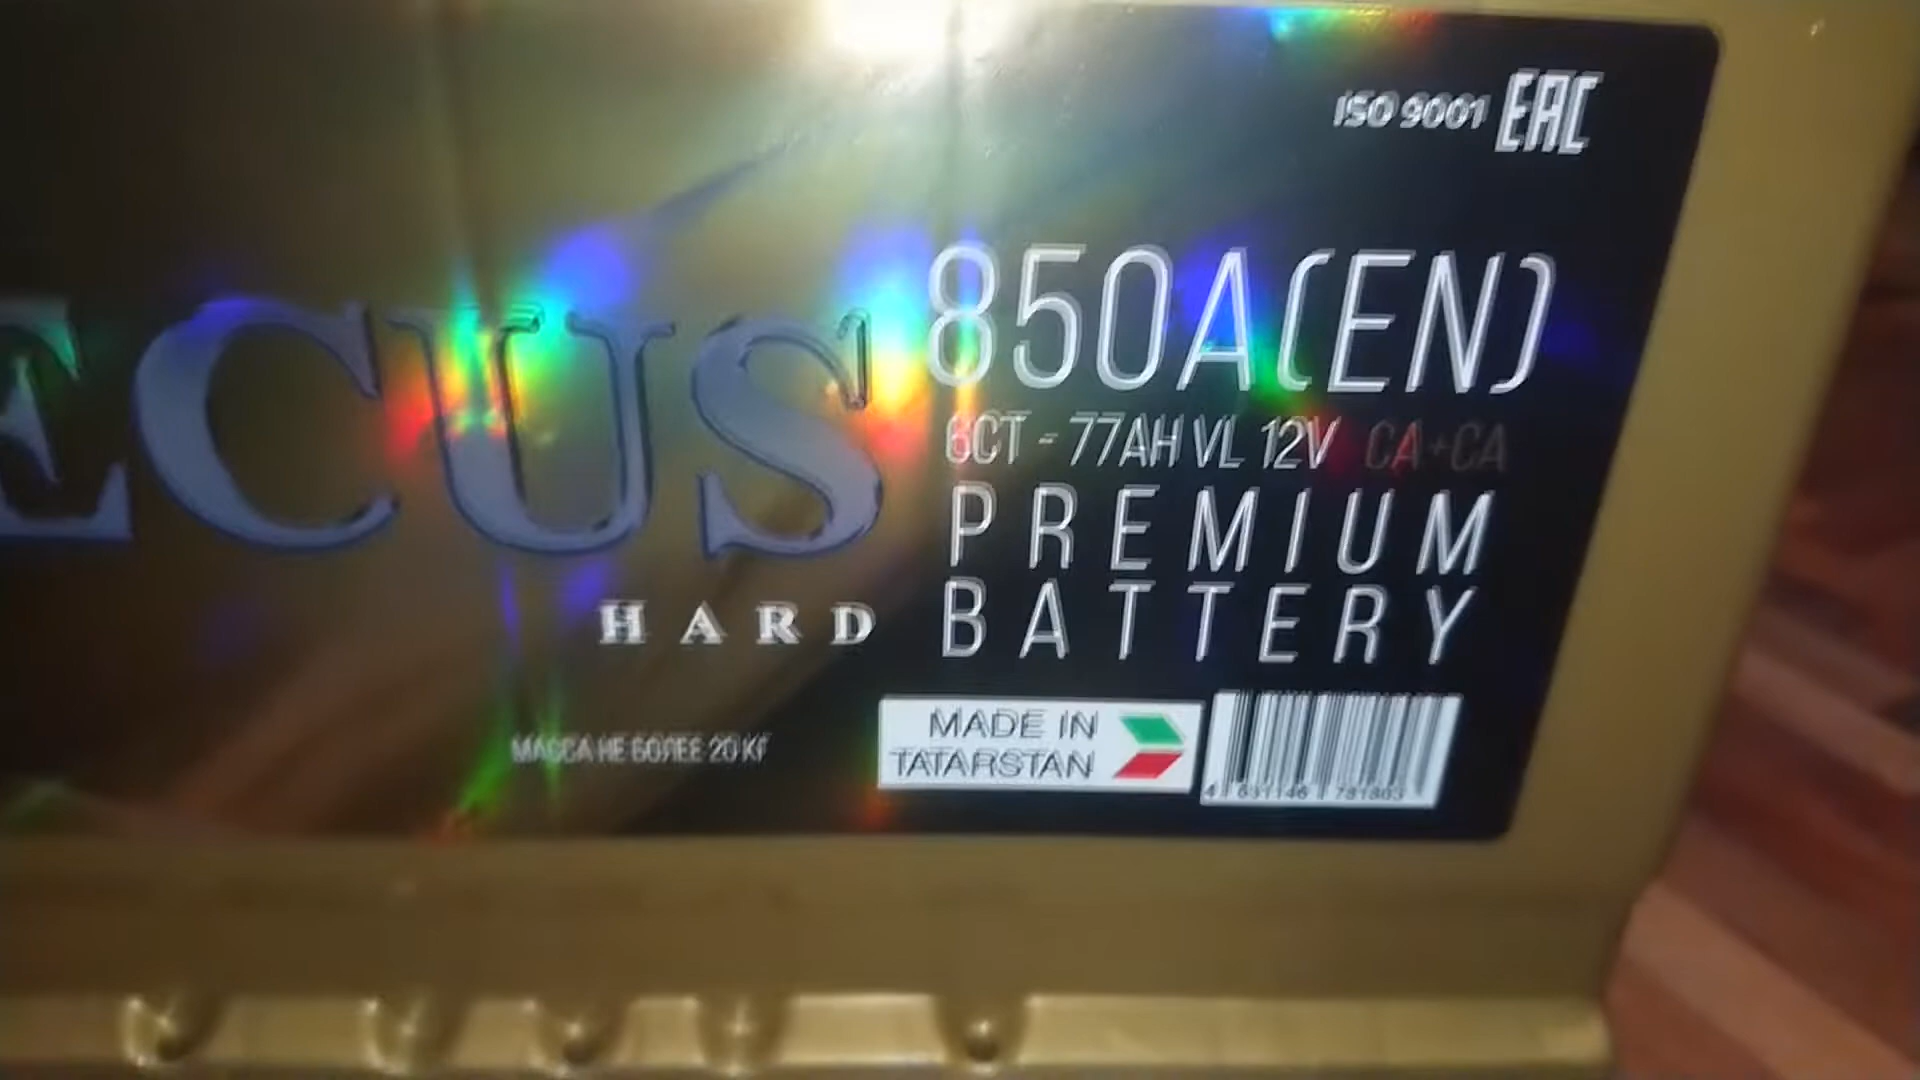 ISO 9001 EAC
ECUS
850A(EN)
6CT - 77AH VL 12V CA+CA
PREMIUM
BATTERY
HARD
МАССА НЕ БОЛЕЕ 20 КГ
MADE IN
TATARSTAN